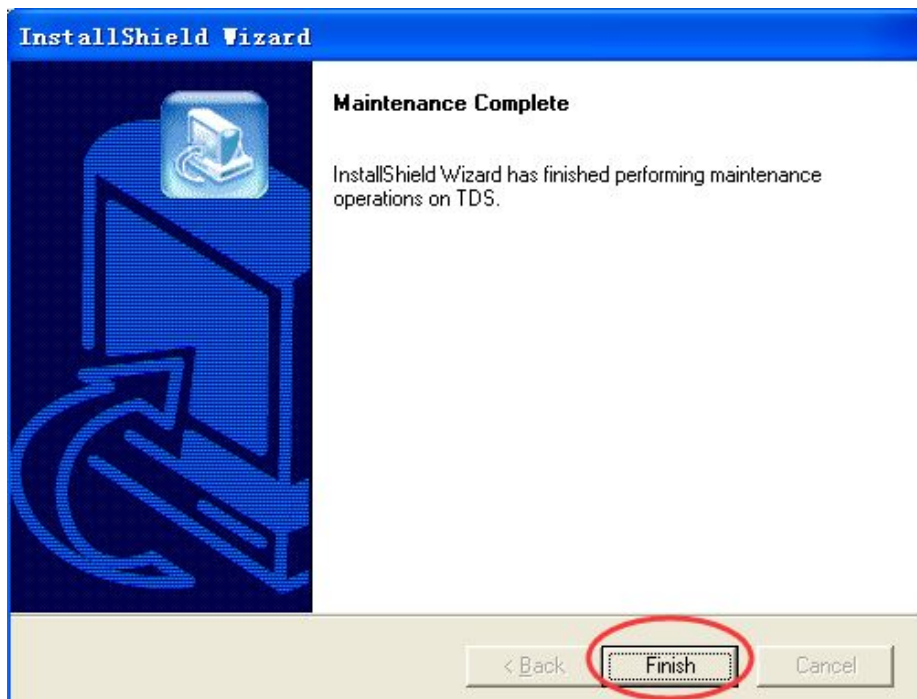 InstallShield Wizard
Maintenance Complete
InstallShield Wizard has finished performing maintenance
operations on TDS.
< Back
Finish
Cancel